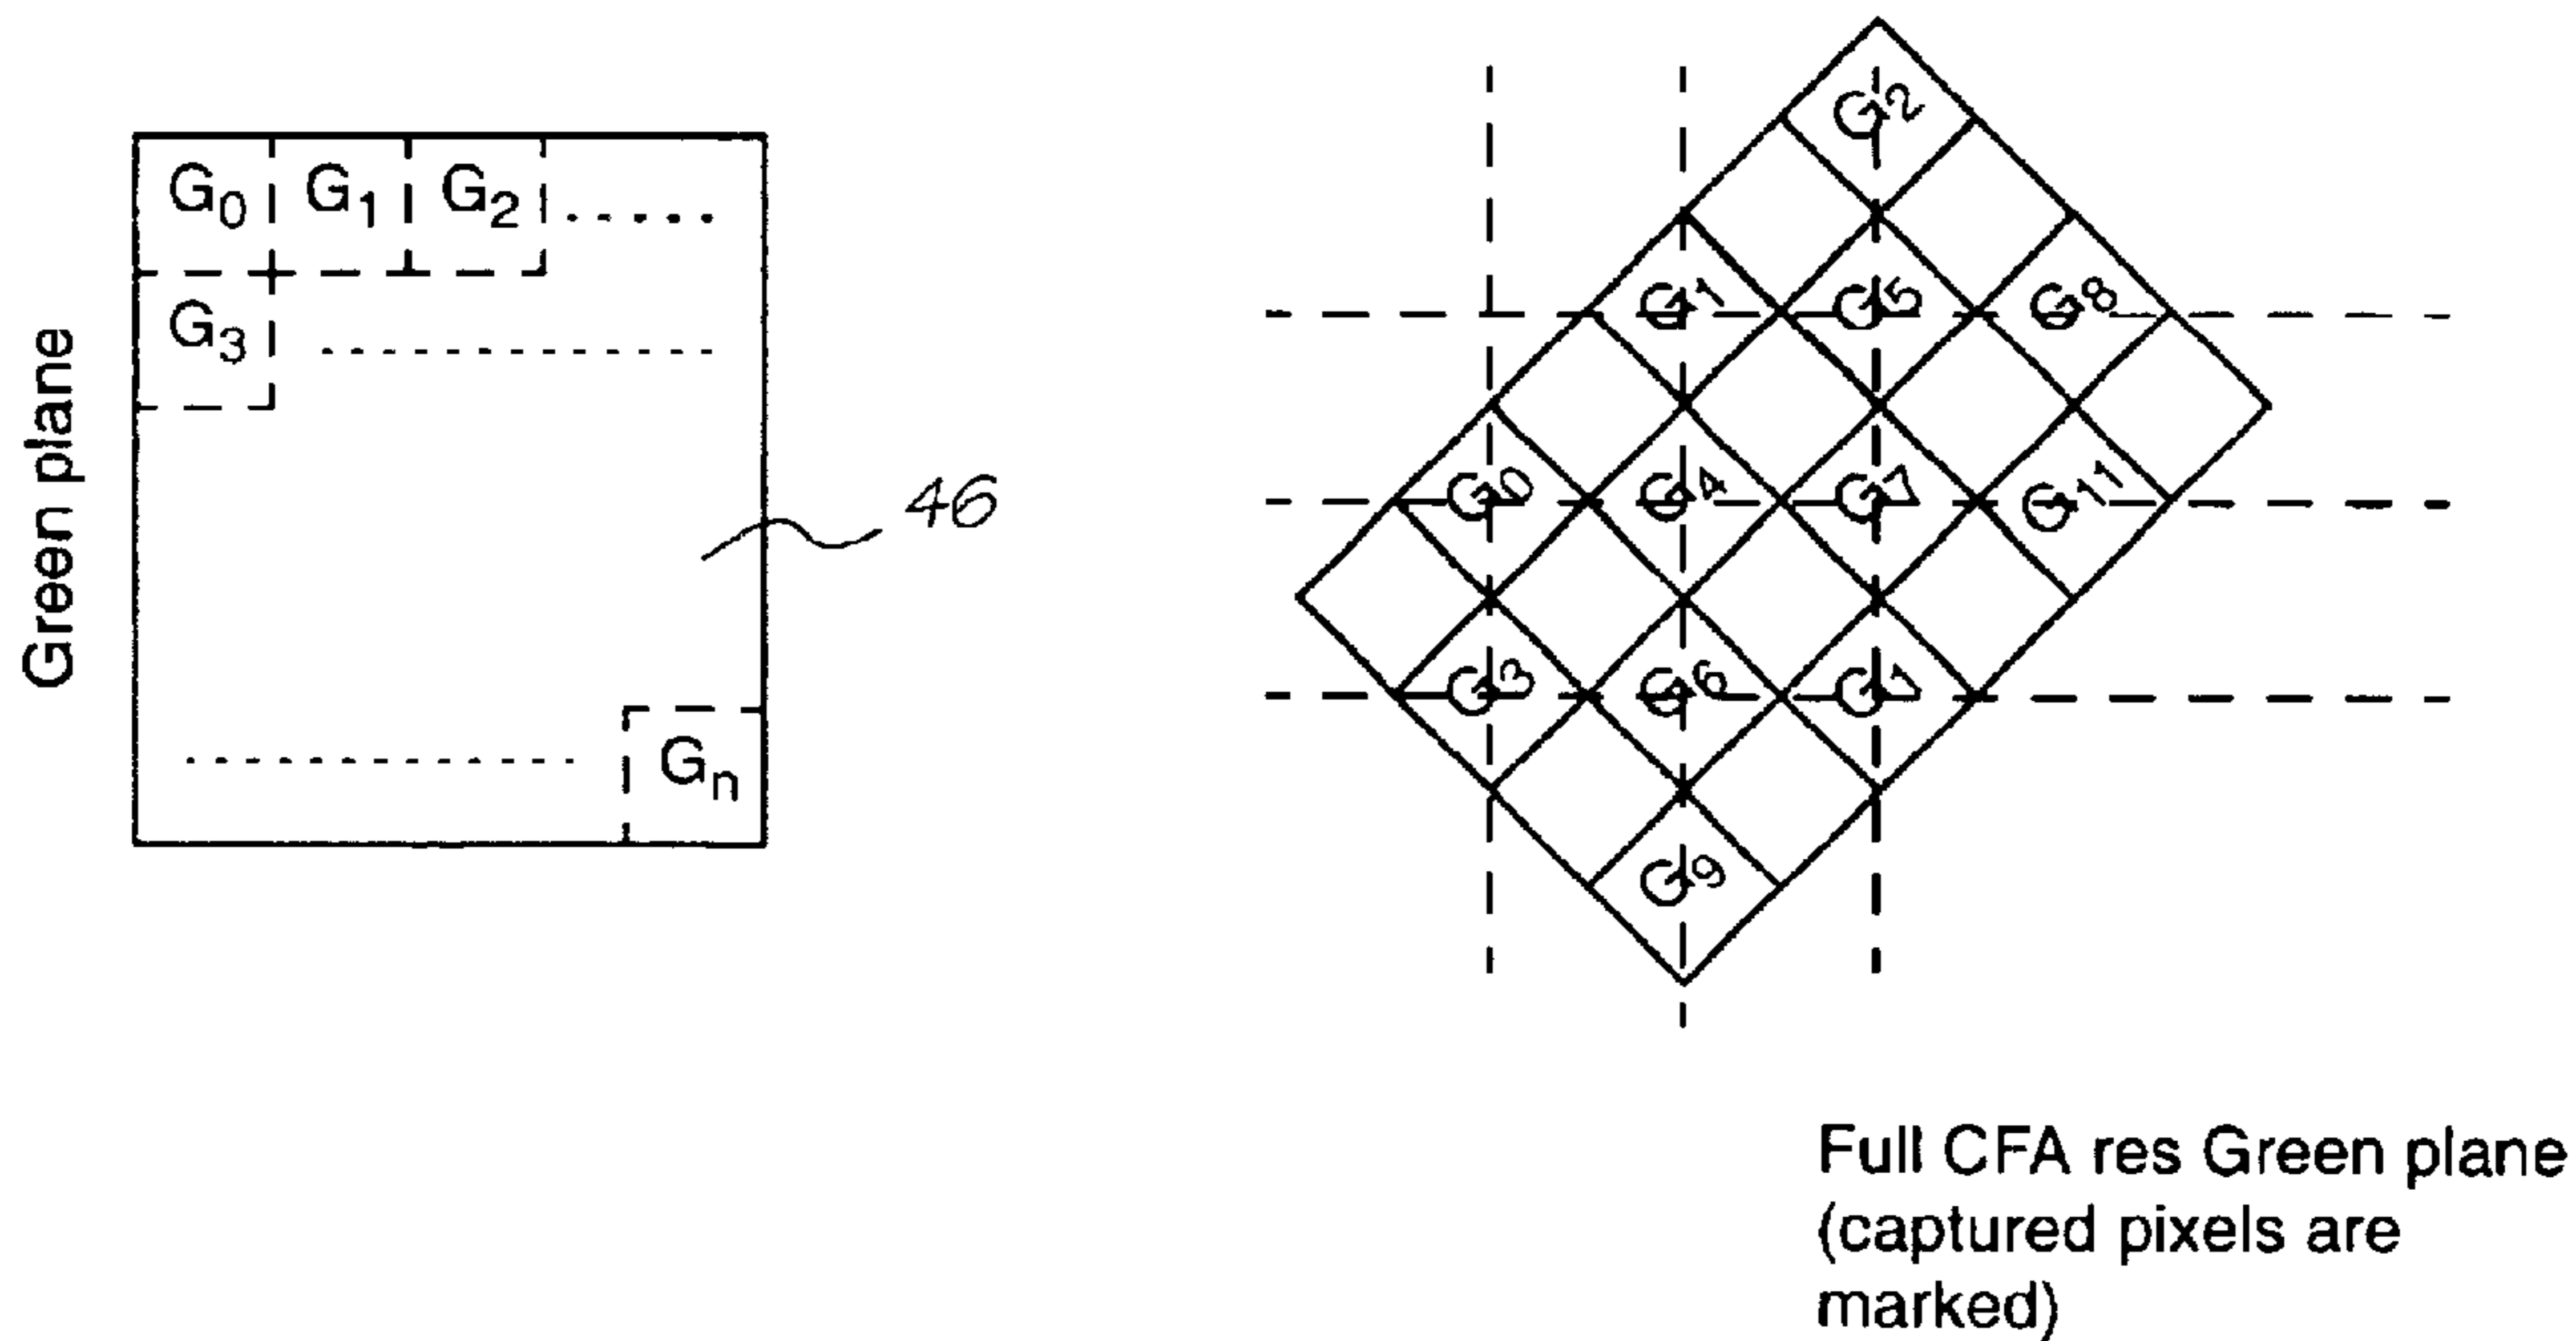 Green plane
G0 G1 G2 .....
G3
46
Gn
G2
G1 G5 G8
G0 G4 G7 G11
G3 G6 G1
G9
Full CFA res Green plane
(captured pixels are
marked)